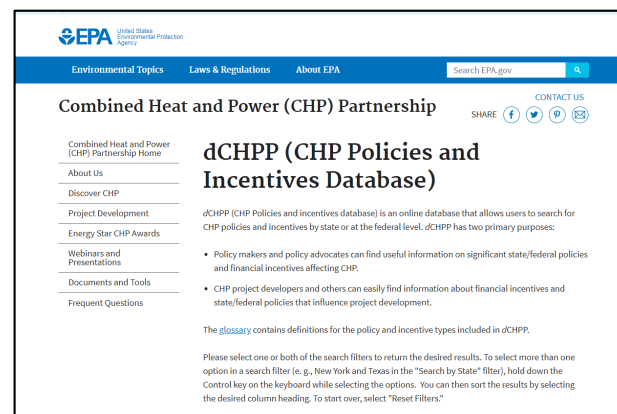 EPA
United States
Environmental Protection
Agency
Environmental Topics Laws & Regulations About EPA Search EPA.gov
Combined Heat and Power (CHP) Partnership
CONTACT US
SHARE
Combined Heat and Power
(CHP) Partnership Home
About Us
Discover CHP
Project Development
Energy Star CHP Awards
Webinars and
Presentations
Documents and Tools
Frequent Questions
dCHPP (CHP Policies and
Incentives Database)
dCHPP (CHP Policies and incentives database) is an online database that allows users to search for
CHP policies and incentives by state or at the federal level. dCHPP has two primary purposes:
• Policy makers and policy advocates can find useful information on significant state/federal policies
and financial incentives affecting CHP.
• CHP project developers and others can easily find information about financial incentives and
state/federal policies that influence project development.
The glossary contains definitions for the policy and incentive types included in dCHPP.
Please select one or both of the search filters to return the desired results. To select more than one
option in a search filter (e. g., New York and Texas in the "Search by State" filter), hold down the
Control key on the keyboard while selecting the options. You can then sort the results by selecting
the desired column heading. To start over, select "Reset Filters."